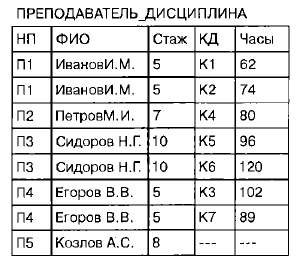 ПРЕПОДАВАТЕЛЬ_ДИСЦИПЛИНА
НП ФИО Стаж КД Часы
П1 ИвановИ.М. 5 К1 62
П1 ИвановИ.М. 5 К2 74
П2 ПетровМ.И. 7 К4 80
П3 Сидоров Н.Г. 10 К5 96
П3 Сидоров Н.Г. 10 К6 120
П4 Егоров В.В. 5 К3 102
П4 Егоров В.В. 5 К7 89
П5 Козлов А.С. 8 --- ---